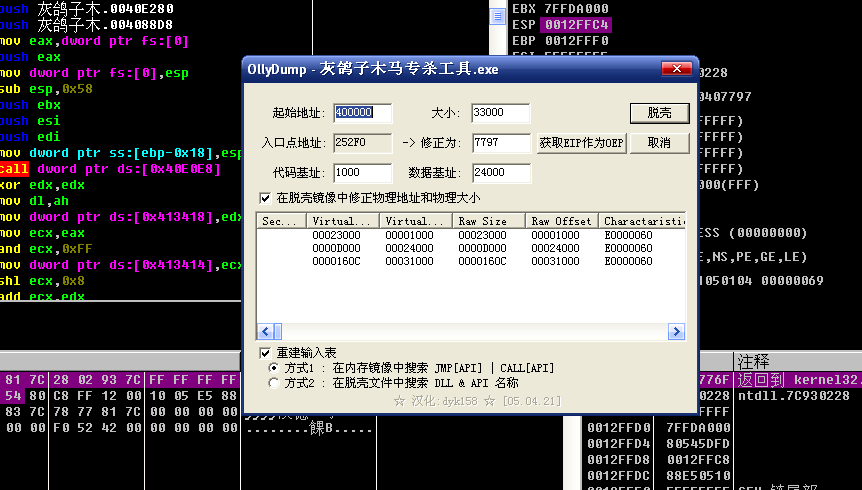 push 灰鸽子木.0040E280
push 灰鸽子木.004088D8
mov eax,dword ptr fs:[0]
push eax
mov dword ptr fs:[0],esp
sub esp,0x58
push ebx
push esi
push edi
mov dword ptr ss:[ebp-0x18],esp
call dword ptr ds:[0x40E0E8]
xor edx,edx
mov dl,ah
mov dword ptr ds:[0x413418],edx
mov ecx,eax
and ecx,0xFF
mov dword ptr ds:[0x413414],ecx
shl ecx,0x8
add ecx,edx
EBX 7FFDA000
ESP 0012FFC4
EBP 0012FFF0
0228
0407797
FFFFF)
FFFFF)
FFFFF)
FFFFF)
000(FFF)
ESS (00000000)
E,NS,PE,GE,LE)
1050104 00000069
OllyDump - 灰鸽子木马专杀工具.exe
起始地址: 400000 大小: 33000 脱壳
入口点地址: 252F0 -> 修正为: 7797 获取EIP作为OEP 取消
代码基址: 1000 数据基址: 24000
在脱壳镜像中修正物理地址和物理大小
Sec... Virtual... Virtual... Raw Size Raw Offset Charactaristic
00023000 00001000 00023000 00001000 E0000060
0000D000 00024000 0000D000 00024000 E0000060
0000160C 00031000 0000160C 00031000 E0000060
重建输入表
方式1 : 在内存镜像中搜索 JMP[API] | CALL[API]
方式2 : 在脱壳文件中搜索 DLL & API 名称
☆ 汉化:dyk158 ☆ [05.04.21]
注释
81 7C 28 02 93 7C FF FF FF FF
54 80 C8 FF 12 00 10 05 E5 88
83 7C 78 77 81 7C 00 00 00 00
00 00 F0 52 42 00 00 00 00 00
........餜B.....
776F 返回到 kernel32.
0228 ntdll.7C930228
FFFF
0012FFD0 7FFDA000
0012FFD4 80545DFD
0012FFD8 0012FFC8
0012FFDC 88E50510